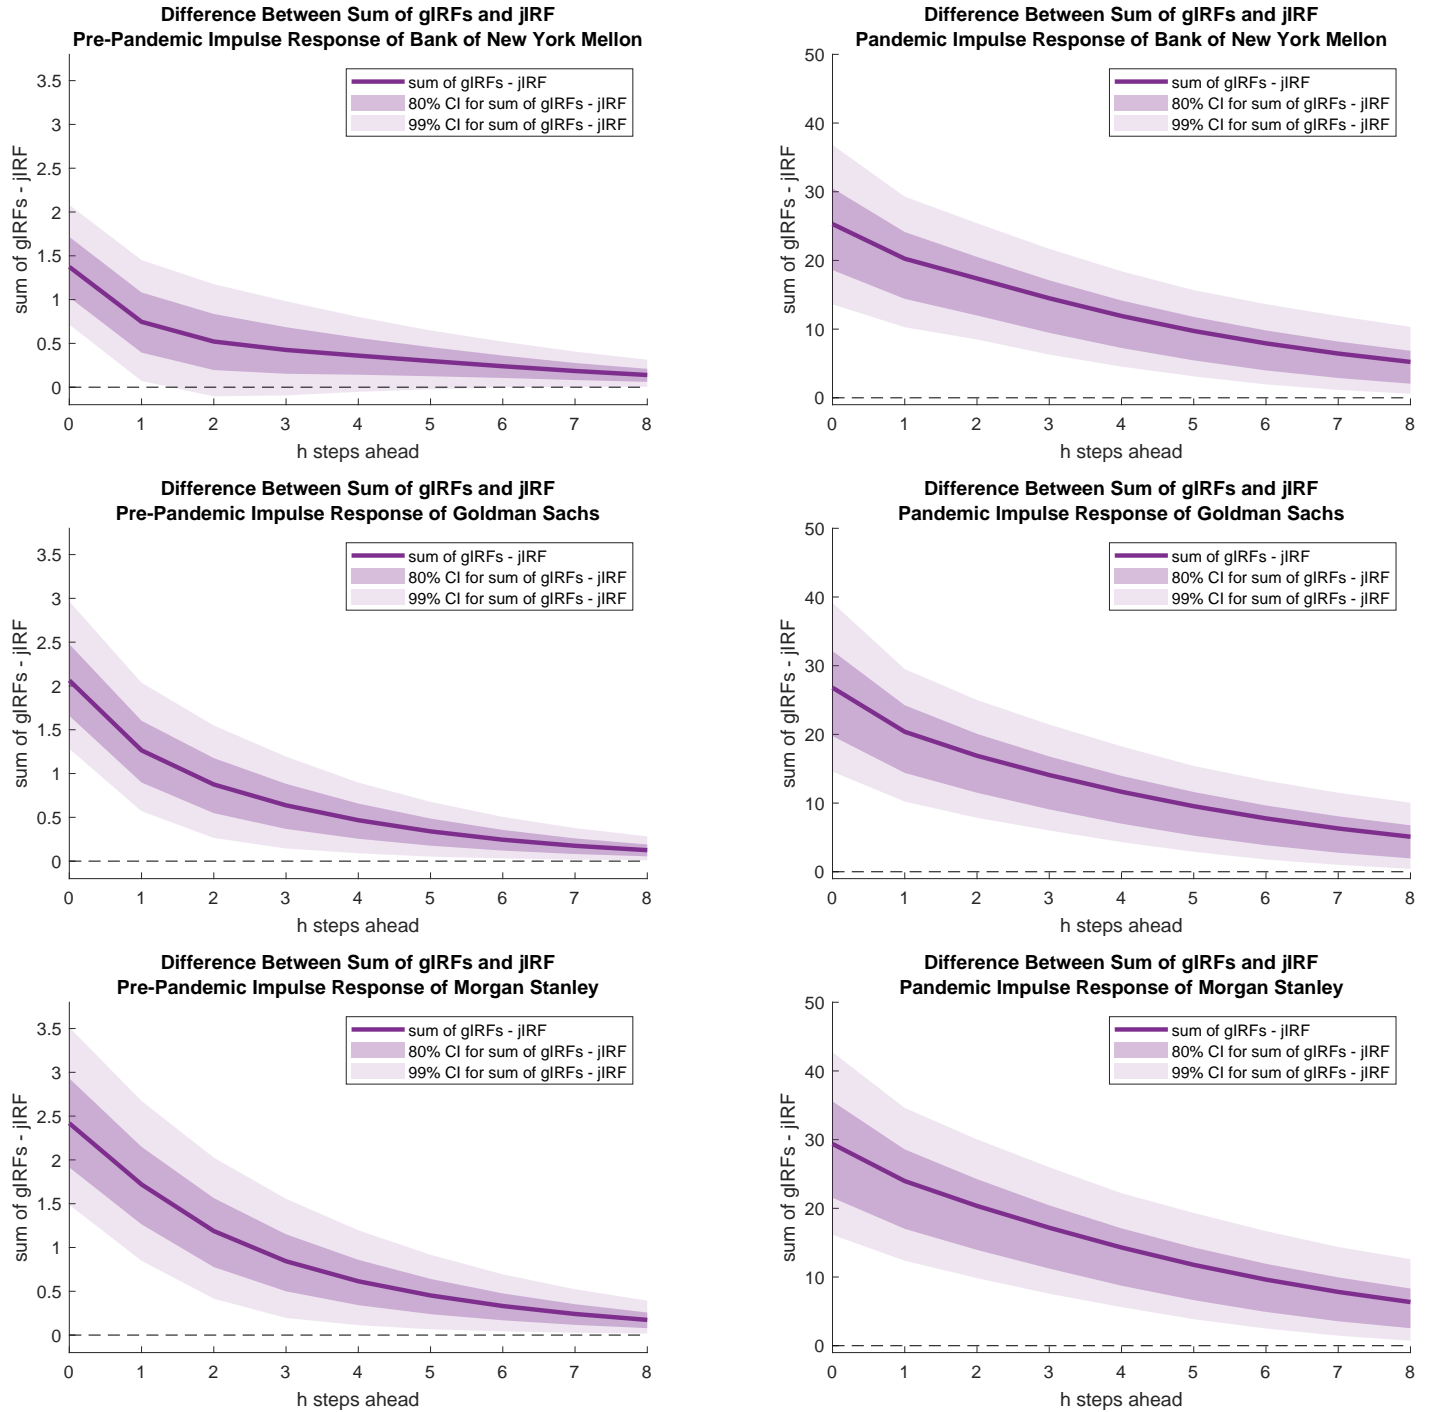 Difference Between Sum of gIRFs and jIRF
Pre-Pandemic Impulse Response of Bank of New York Mellon
sum of gIRFs - jIRF
80% CI for sum of gIRFs - jIRF
99% CI for sum of gIRFs - jIRF
sum of gIRFs - jIRF
3.5
3
2.5
2
1.5
1
0.5
0
0 1 2 3 4 5 6 7 8
h steps ahead
Difference Between Sum of gIRFs and jIRF
Pandemic Impulse Response of Bank of New York Mellon
sum of gIRFs - jIRF
80% CI for sum of gIRFs - jIRF
99% CI for sum of gIRFs - jIRF
sum of gIRFs - jIRF
50
40
30
20
10
0
0 1 2 3 4 5 6 7 8
h steps ahead
Difference Between Sum of gIRFs and jIRF
Pre-Pandemic Impulse Response of Goldman Sachs
sum of gIRFs - jIRF
80% CI for sum of gIRFs - jIRF
99% CI for sum of gIRFs - jIRF
sum of gIRFs - jIRF
3.5
3
2.5
2
1.5
1
0.5
0
0 1 2 3 4 5 6 7 8
h steps ahead
Difference Between Sum of gIRFs and jIRF
Pandemic Impulse Response of Goldman Sachs
sum of gIRFs - jIRF
80% CI for sum of gIRFs - jIRF
99% CI for sum of gIRFs - jIRF
sum of gIRFs - jIRF
50
40
30
20
10
0
0 1 2 3 4 5 6 7 8
h steps ahead
Difference Between Sum of gIRFs and jIRF
Pre-Pandemic Impulse Response of Morgan Stanley
sum of gIRFs - jIRF
80% CI for sum of gIRFs - jIRF
99% CI for sum of gIRFs - jIRF
sum of gIRFs - jIRF
3.5
3
2.5
2
1.5
1
0.5
0
0 1 2 3 4 5 6 7 8
h steps ahead
Difference Between Sum of gIRFs and jIRF
Pandemic Impulse Response of Morgan Stanley
sum of gIRFs - jIRF
80% CI for sum of gIRFs - jIRF
99% CI for sum of gIRFs - jIRF
sum of gIRFs - jIRF
50
40
30
20
10
0
0 1 2 3 4 5 6 7 8
h steps ahead